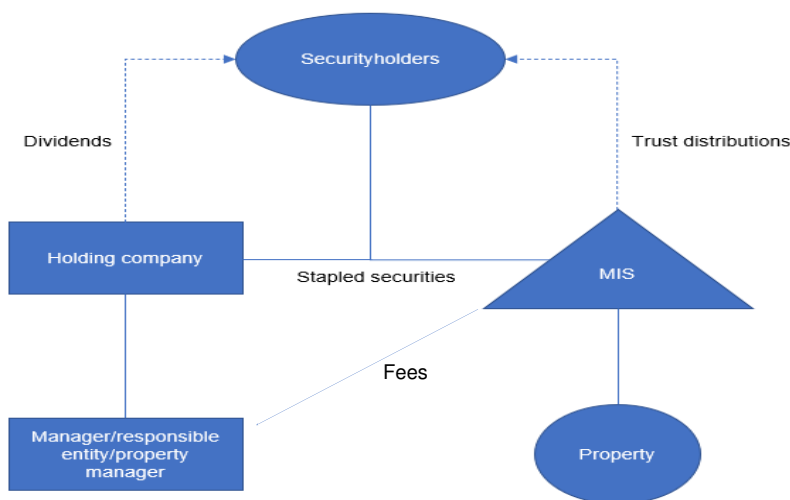 Securityholders
Dividends
Trust distributions
Holding company
Stapled securities
MIS
Fees
Manager/responsible
entity/property
manager
Property